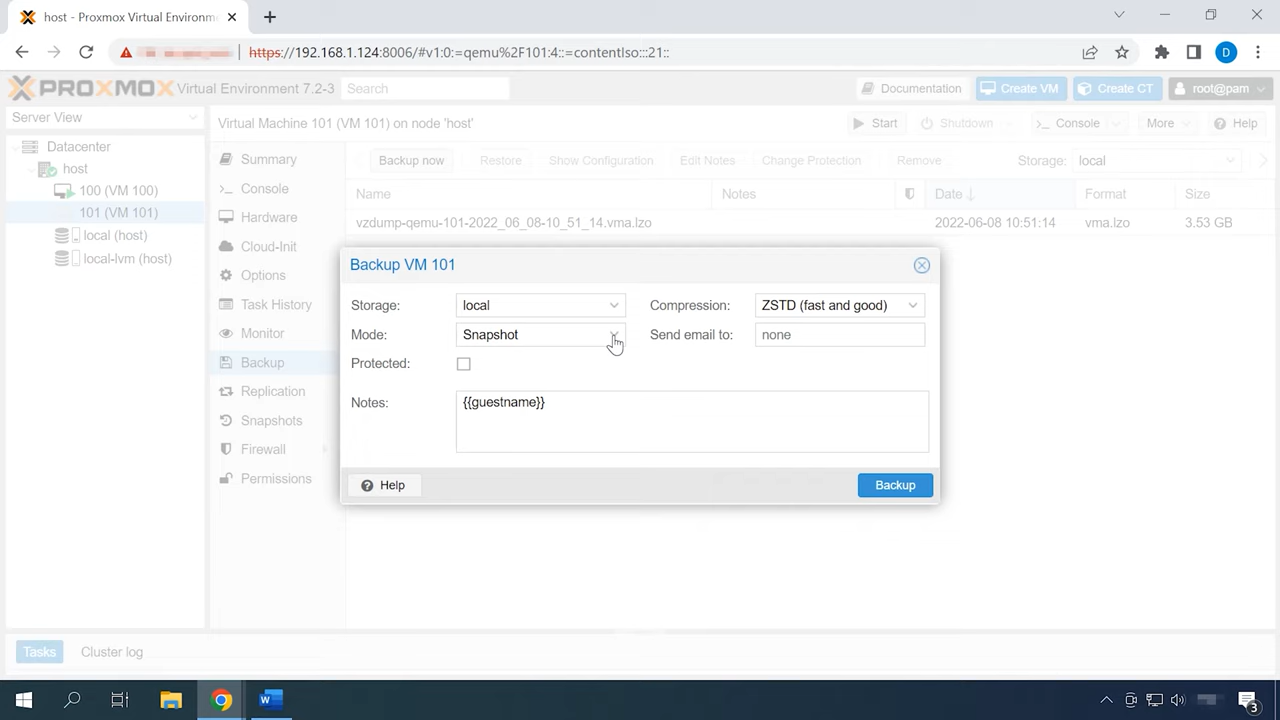 host - Proxmox Virtual Environm
https://192.168.1.124:8006/#v1:0:=qemu%2F101:4::=contentIso:::21::
D
PROXMOX Virtual Environment 7.2-3 Search Documentation Create VM Create CT root@pam
Server View
Virtual Machine 101 (VM 101) on node 'host' Start Shutdown Console More Help
Datacenter
host
100 (VM 100)
101 (VM 101)
local (host)
local-lvm (host)
Summary
Console
Hardware
Cloud-Init
Options
Task History
Monitor
Backup
Replication
Snapshots
Firewall
Permissions
Backup now Restore Show Configuration Edit Notes Change Protection Remove Storage: local
Name Notes Date Format Size
vzdump-qemu-101-2022_06_08-10_51_14.vma.lzo 2022-06-08 10:51:14 vma.lzo 3.53 GB
Backup VM 101
Storage: local Compression: ZSTD (fast and good)
Mode: Snapshot Send email to: none
Protected:
Notes: {{guestname}}
Help Backup
Tasks Cluster log
W
3